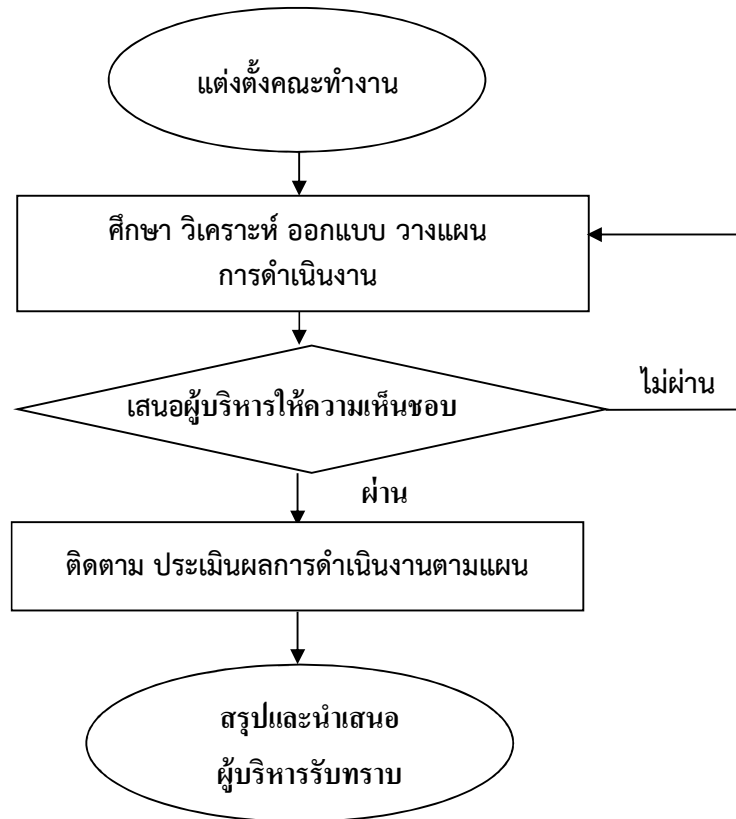 แต่งตั้งคณะทำงาน
ศึกษา วิเคราะห์ ออกแบบ วางแผน
การดำเนินงาน
เสนอผู้บริหารให้ความเห็นชอบ
ไม่ผ่าน
ผ่าน
ติดตาม ประเมินผลการดำเนินงานตามแผน
สรุปและนำเสนอ
ผู้บริหารรับทราบ